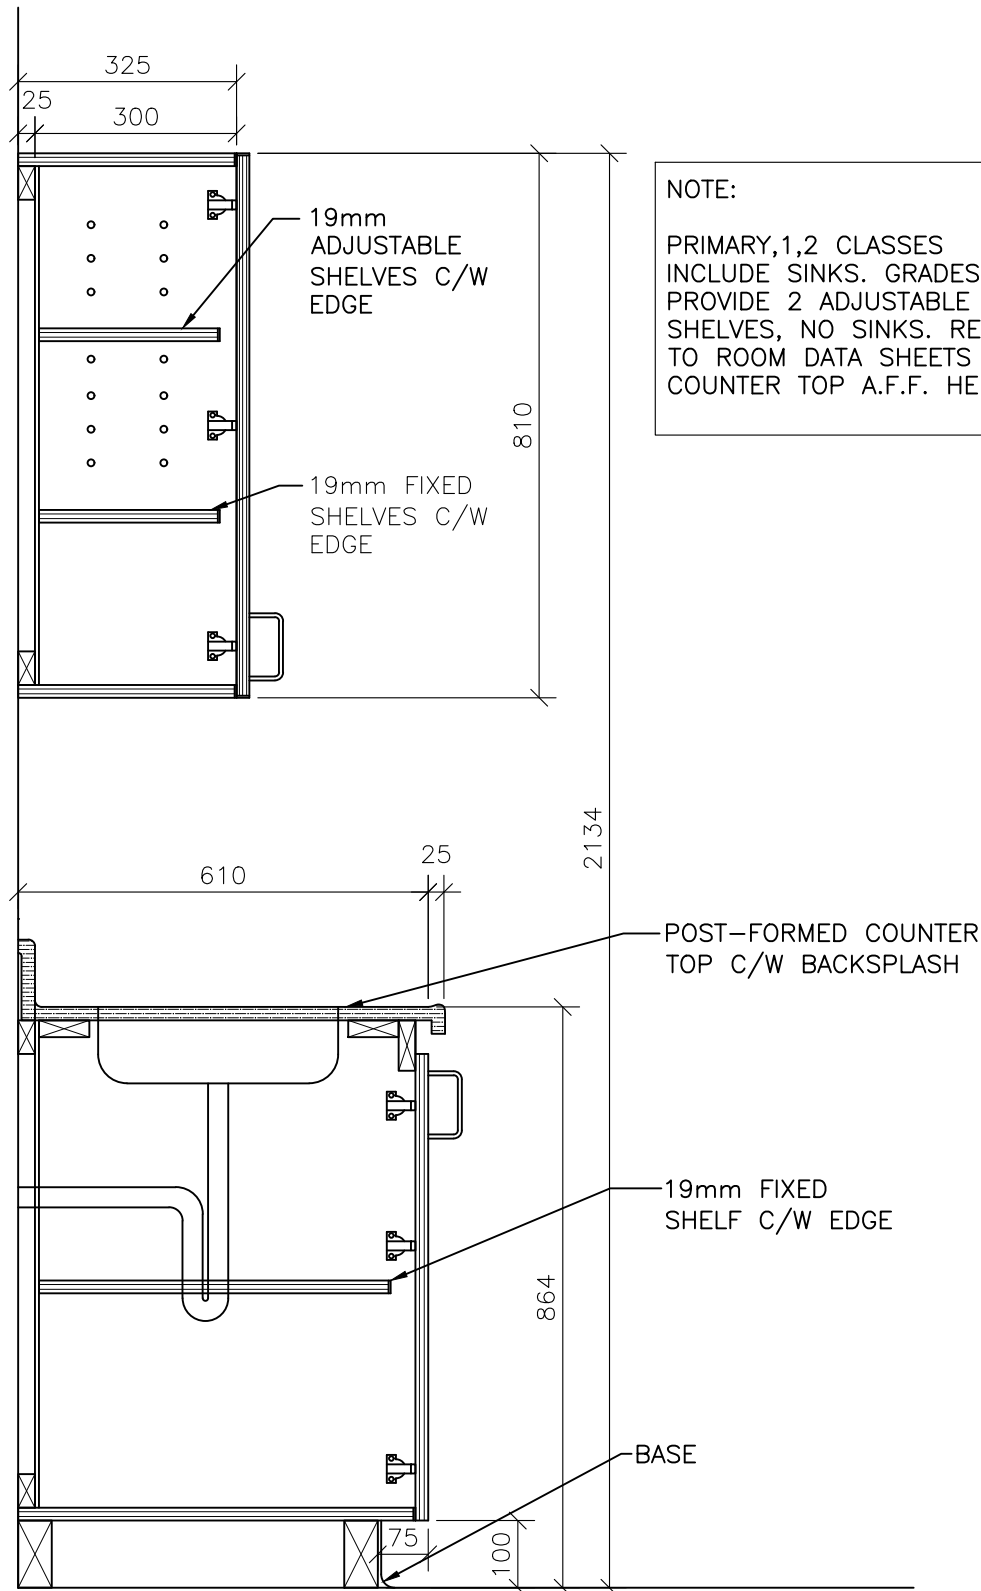 325
25
300
19mm
ADJUSTABLE
SHELVES C/W
EDGE
NOTE:
PRIMARY,1,2 CLASSES
INCLUDE SINKS. GRADES
PROVIDE 2 ADJUSTABLE
SHELVES, NO SINKS.
TO ROOM DATA SHEETS
COUNTER TOP A.F.F.
810
19mm FIXED
SHELVES C/W
EDGE
2134
610
25
POST-FORMED COUNTER
TOP C/W BACKSPLASH
19mm FIXED
SHELF C/W EDGE
864
BASE
75
100